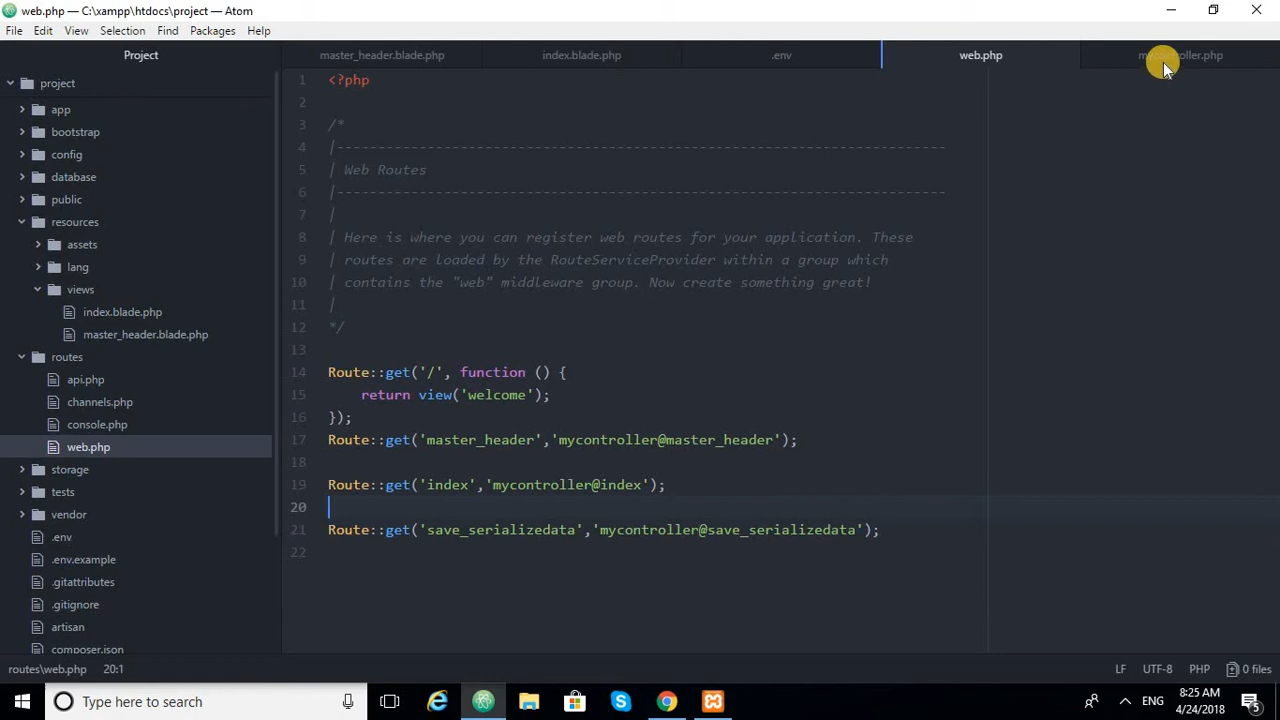 web.php — C:\xampp\htdocs\project — Atom
File Edit View Selection Find Packages Help
Project
master_header.blade.php index.blade.php .env web.php mycontroller.php
project
app
bootstrap
config
database
public
resources
assets
lang
views
index.blade.php
master_header.blade.php
routes
api.php
channels.php
console.php
web.php
storage
tests
vendor
.env
.env.example
.gitattributes
.gitignore
artisan
composer.json
1 <?php
2
3 /*
4 |--------------------------------------------------------------------------
5 | Web Routes
6 |--------------------------------------------------------------------------
7 |
8 | Here is where you can register web routes for your application. These
9 | routes are loaded by the RouteServiceProvider within a group which
10 | contains the "web" middleware group. Now create something great!
11 |
12 */
13
14 Route::get('/', function () {
15 return view('welcome');
16 });
17 Route::get('master_header','mycontroller@master_header');
18
19 Route::get('index','mycontroller@index');
20
21 Route::get('save_serializedata','mycontroller@save_serializedata');
22
routes\web.php 20:1 LF UTF-8 PHP 0 files
Type here to search ENG 8:25 AM
4/24/2018 5